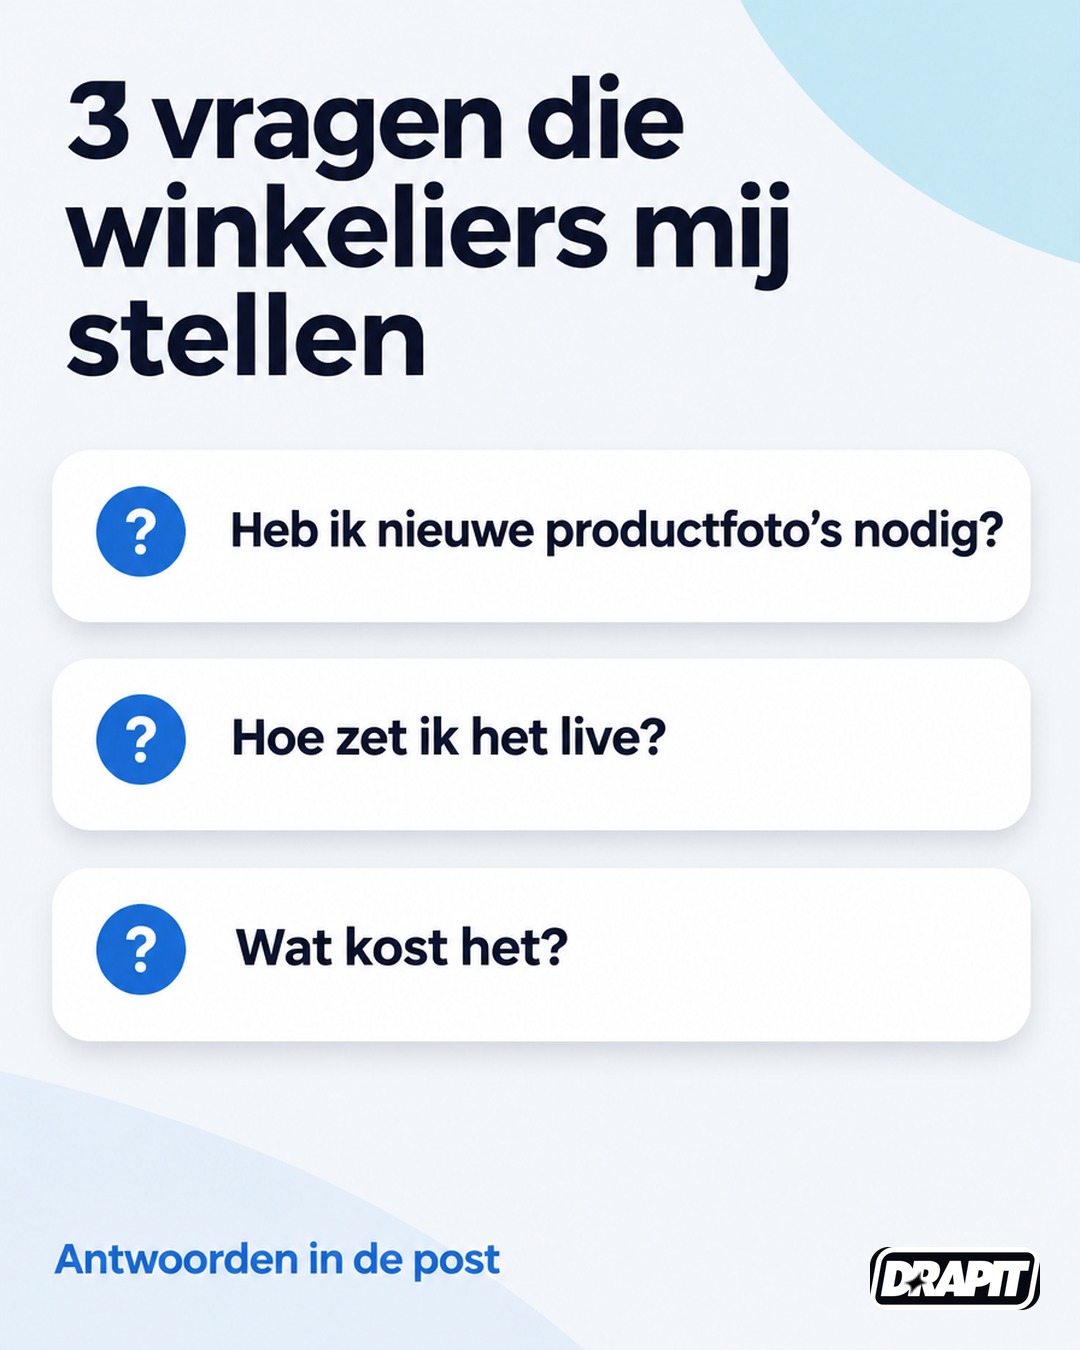 3 vragen die
winkeliers mij
stellen
? Heb ik nieuwe productfoto’s nodig?
? Hoe zet ik het live?
? Wat kost het?
Antwoorden in de post
DRAPIT